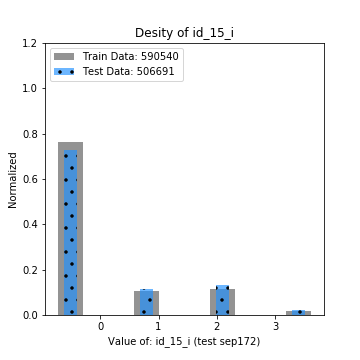 Desity of id_15_i
Train Data: 590540
Test Data: 506691
Normalized
1.2
1.0
0.8
0.6
0.4
0.2
0.0
0 1 2 3
Value of: id_15_i (test sep172)